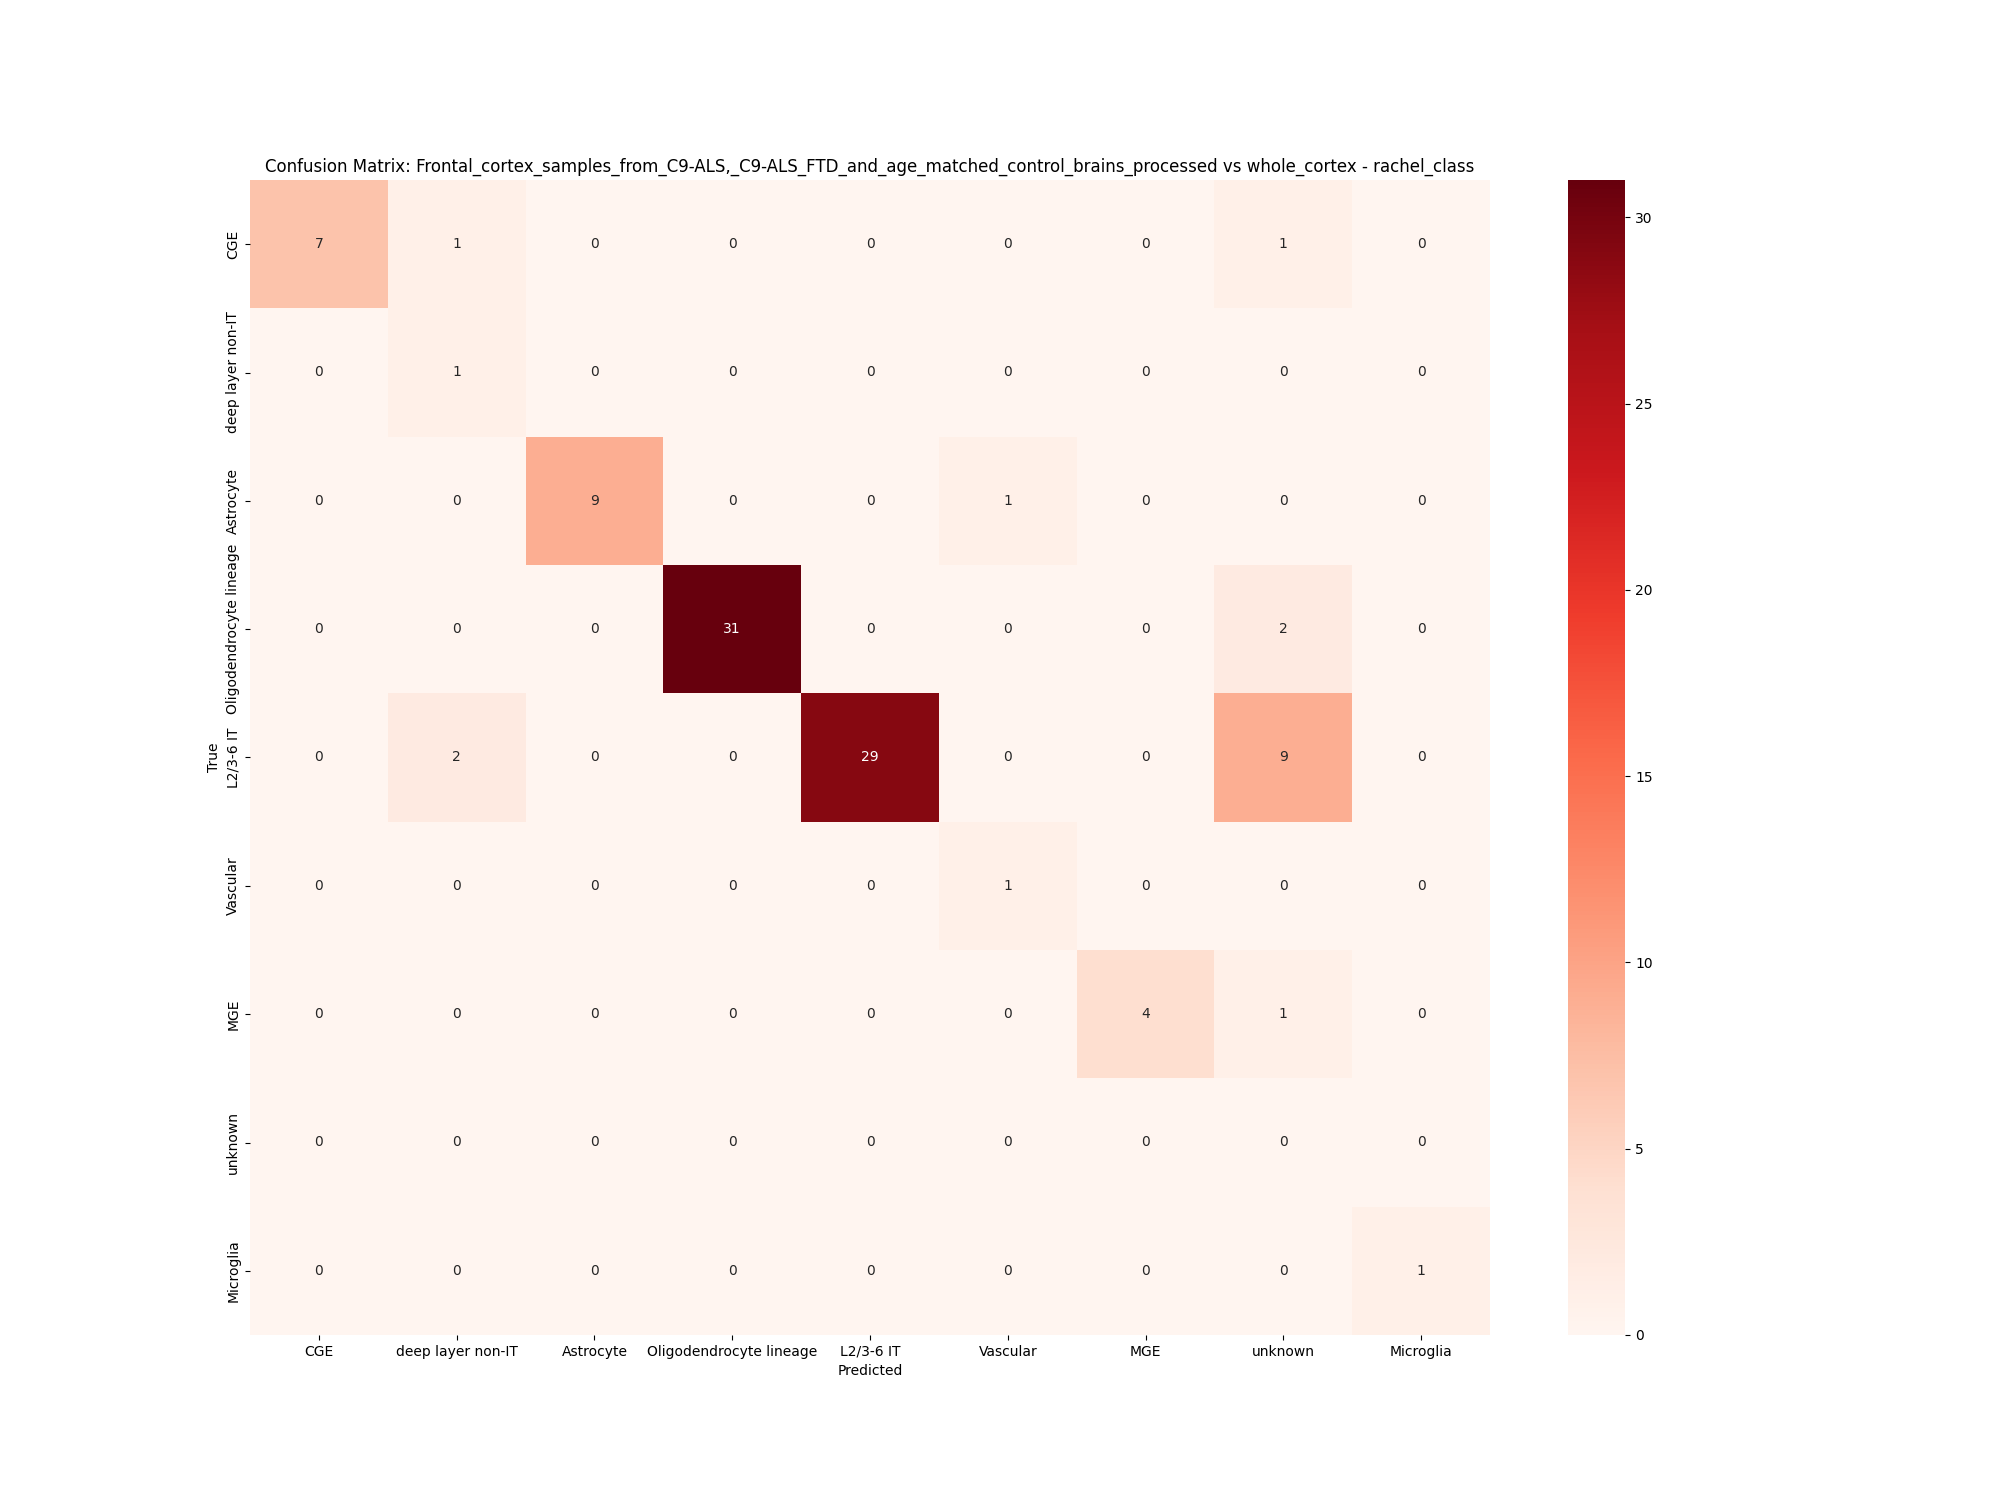 Confusion Matrix: Frontal_cortex_samples_from_C9-ALS,_C9-ALS_FTD_and_age_matched_control_brains_processed vs whole_cortex - rachel_class
True
CGE 7 1 0 0 0 0 0 1 0
deep layer non-IT 0 1 0 0 0 0 0 0 0
Astrocyte 0 0 9 0 0 1 0 0 0
Oligodendrocyte lineage 0 0 0 31 0 0 0 2 0
L2/3-6 IT 0 2 0 0 29 0 0 9 0
Vascular 0 0 0 0 0 1 0 0 0
MGE 0 0 0 0 0 0 4 1 0
unknown 0 0 0 0 0 0 0 0 0
Microglia 0 0 0 0 0 0 0 0 1
CGE deep layer non-IT Astrocyte Oligodendrocyte lineage L2/3-6 IT Vascular MGE unknown Microglia
Predicted
30
25
20
15
10
5
0